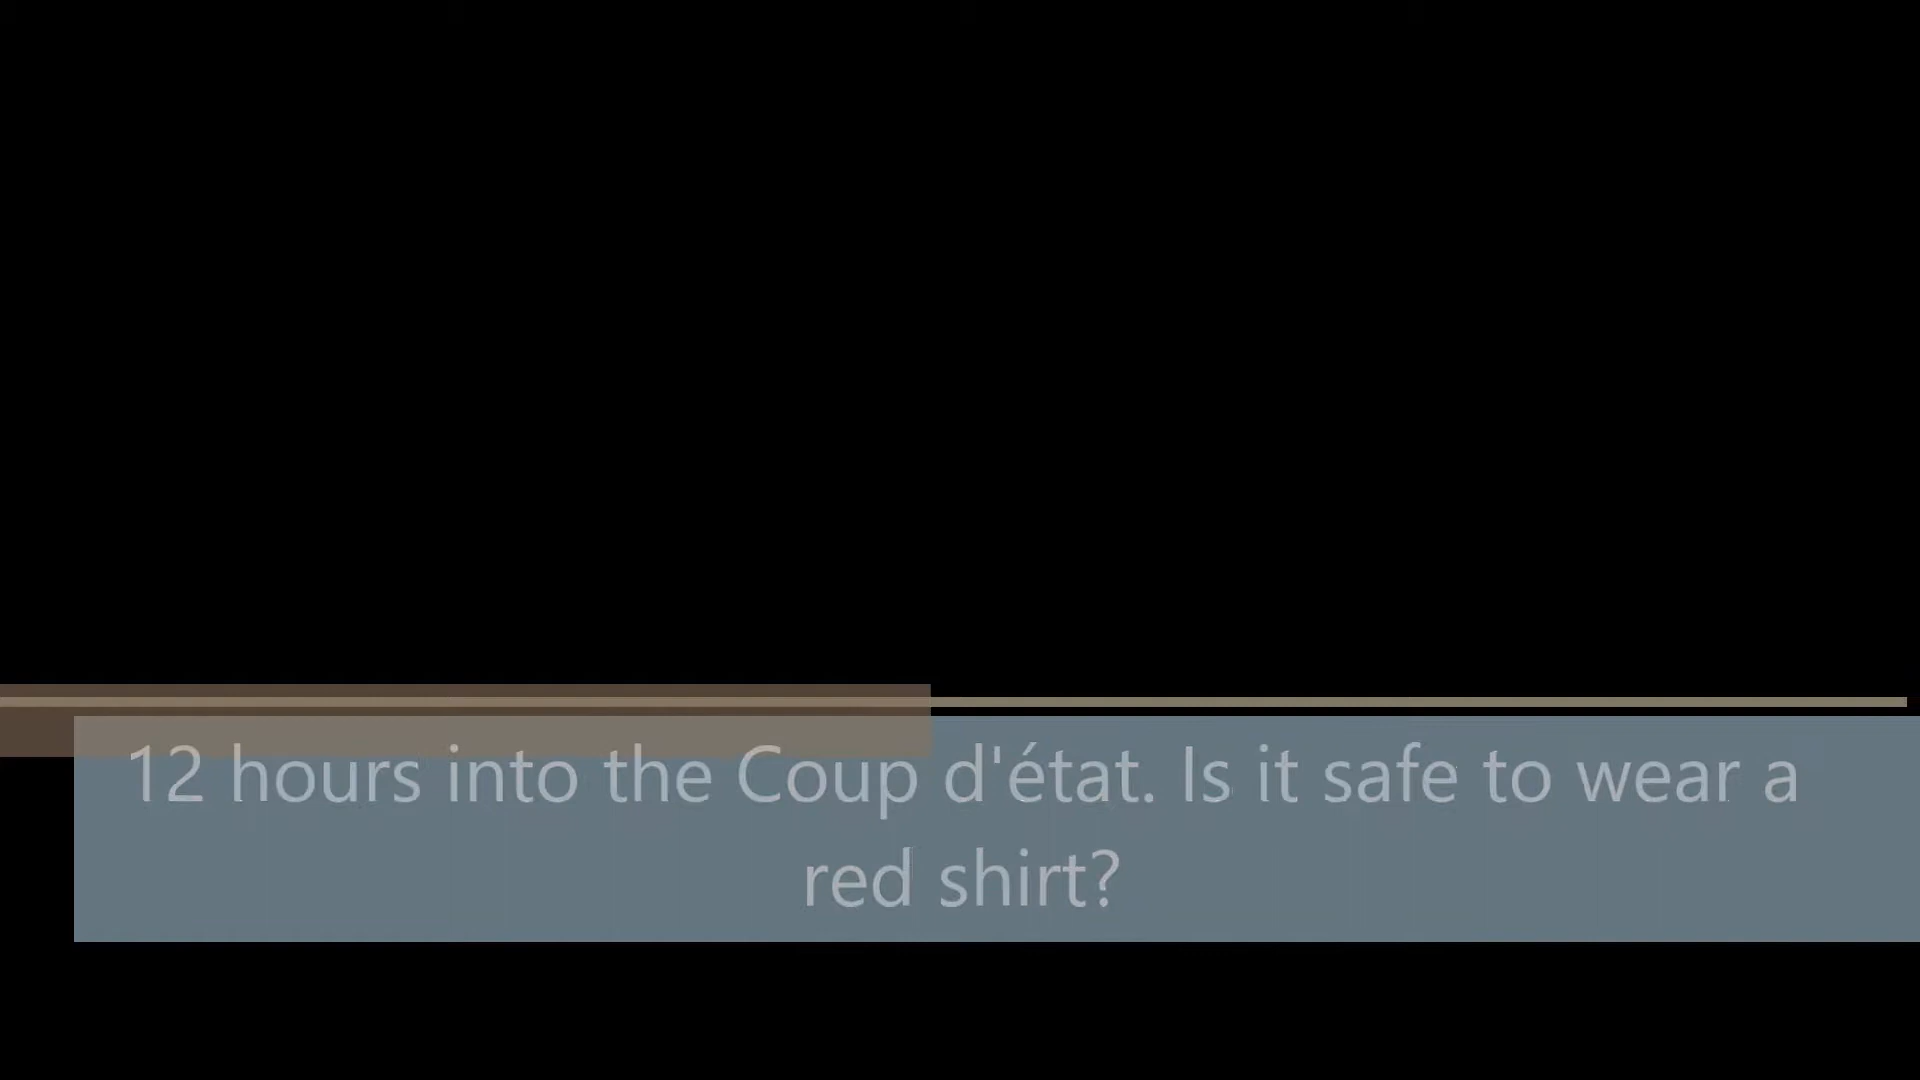 12 hours into the Coup d'état. Is it safe to wear a
red shirt?